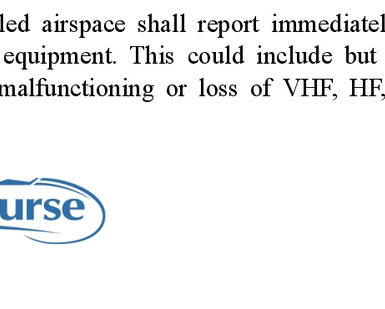 led airspace shall report immediatel
equipment. This could include but
malfunctioning or loss of VHF, HF,
urse